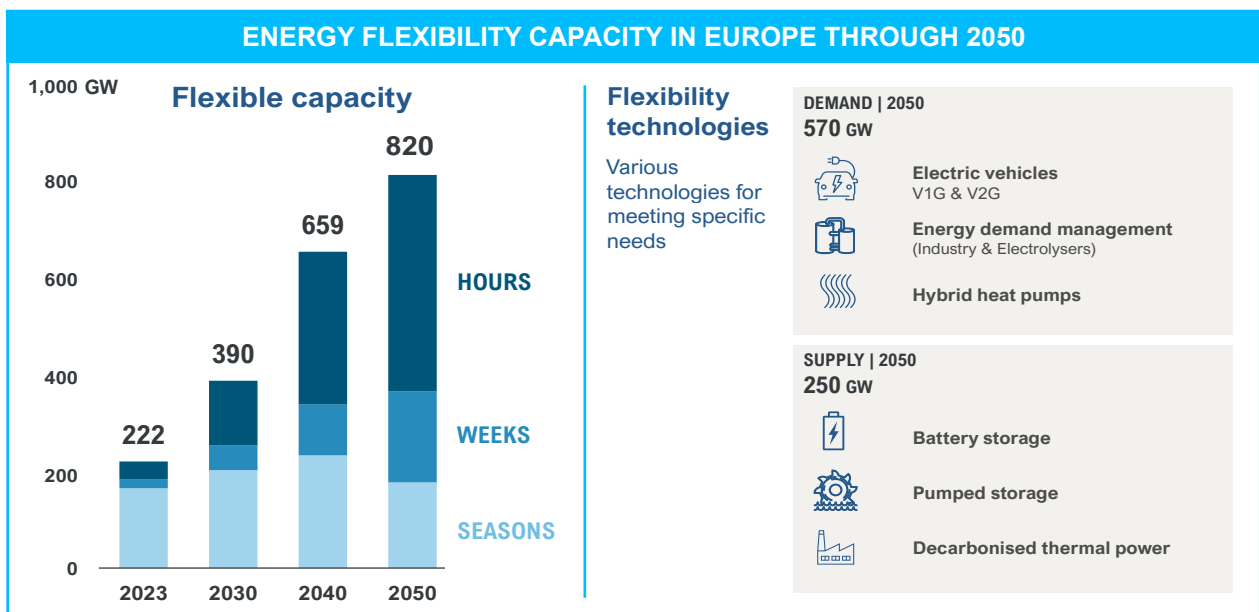 ENERGY FLEXIBILITY CAPACITY IN EUROPE THROUGH 2050
1,000 GW
Flexible capacity
800
600
400
200
0
222
390
659
820
HOURS
WEEKS
SEASONS
2023
2030
2040
2050
Flexibility
technologies
Various
technologies for
meeting specific
needs
DEMAND | 2050
570 GW
Electric vehicles
V1G & V2G
Energy demand management
(Industry & Electrolysers)
Hybrid heat pumps
SUPPLY | 2050
250 GW
Battery storage
Pumped storage
Decarbonised thermal power